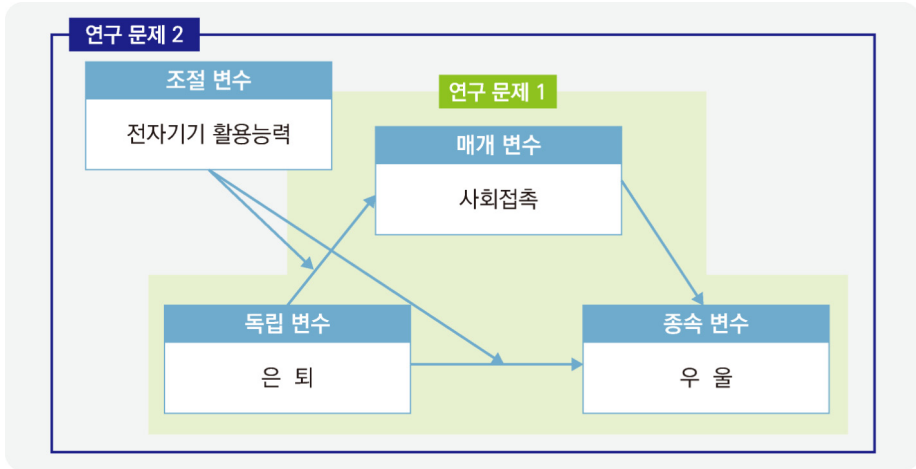 연구 문제 2
조절 변수
전자기기 활용능력
연구 문제 1
매개 변수
사회접촉
독립 변수
은 퇴
종속 변수
우 울